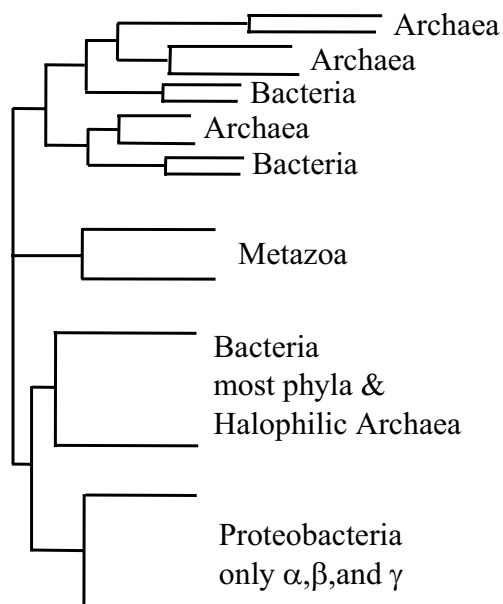 Archaea
Archaea
Bacteria
Archaea
Bacteria
Metazoa
Bacteria
most phyla &
Halophilic Archaea
Proteobacteria
only α,β,and γ